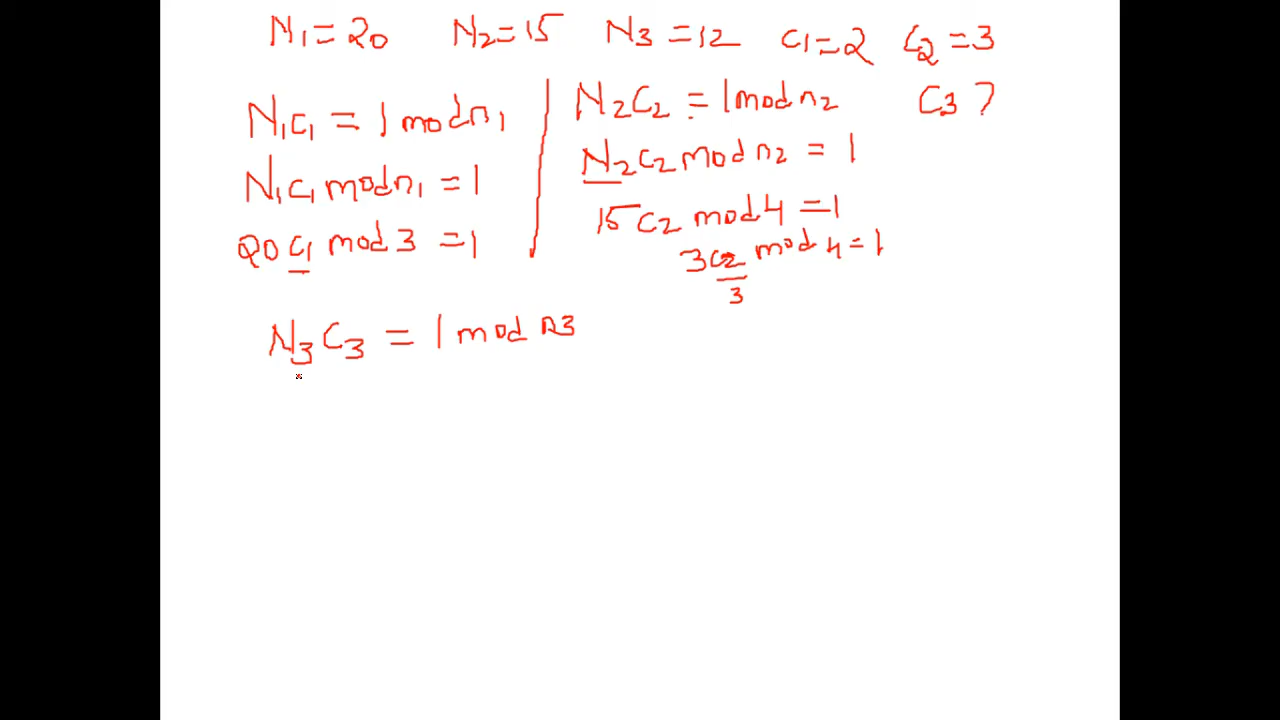 N1=20 N2=15 N3=12 C1=2 C2=3
N1C1 = 1 mod n1
N1C1 mod n1 = 1
20 C1 mod 3 = 1
N2C2 = 1 mod n2 C3 ?
N2C2 mod n2 = 1
15 C2 mod 4 = 1
3C2 mod 4 = 1
3
N3 C3 = 1 mod n3